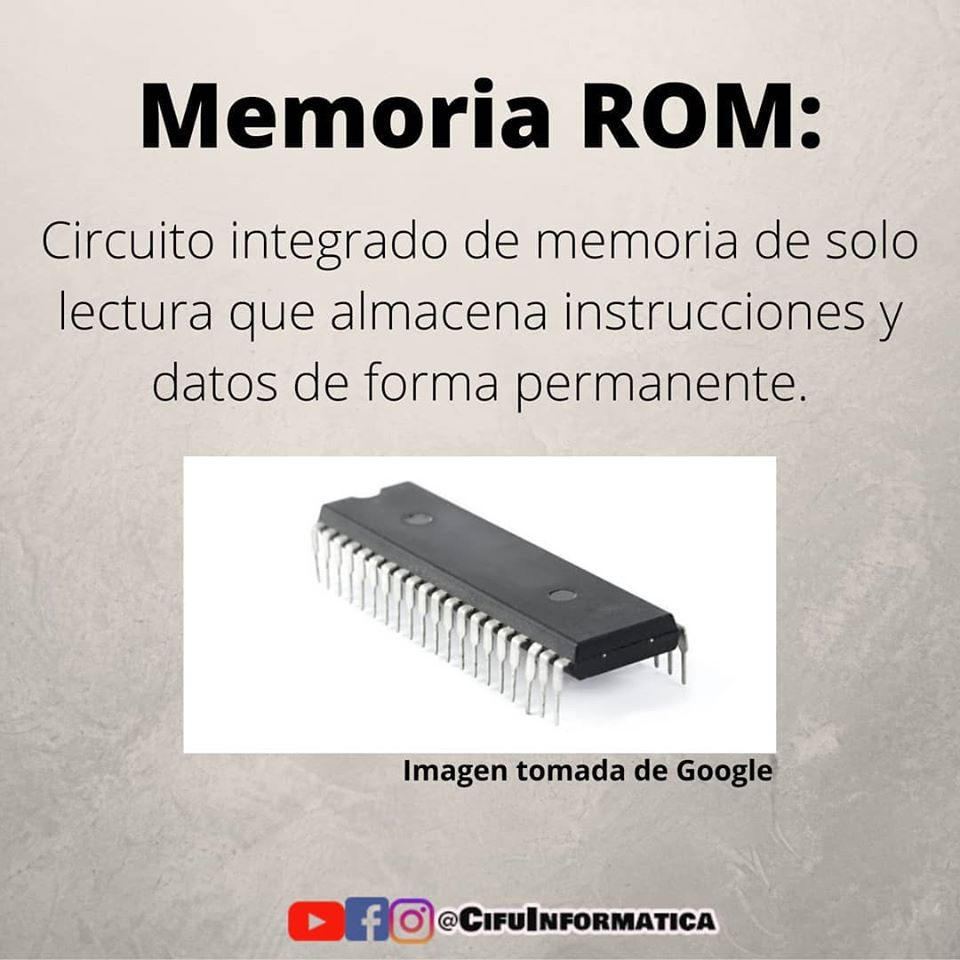 Memoria ROM:
Circuito integrado de memoria de solo
lectura que almacena instrucciones y
datos de forma permanente.
Imagen tomada de Google
@CifuInformatica